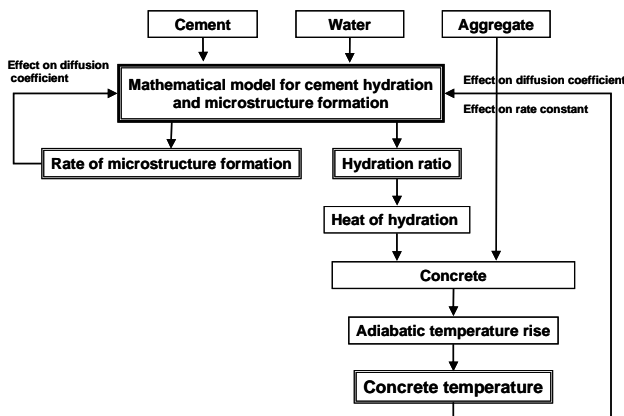 Cement
Water
Aggregate
Effect on diffusion
coefficient
Mathematical model for cement hydration
and microstructure formation
Effect on diffusion coefficient
Effect on rate constant
Rate of microstructure formation
Hydration ratio
Heat of hydration
Concrete
Adiabatic temperature rise
Concrete temperature